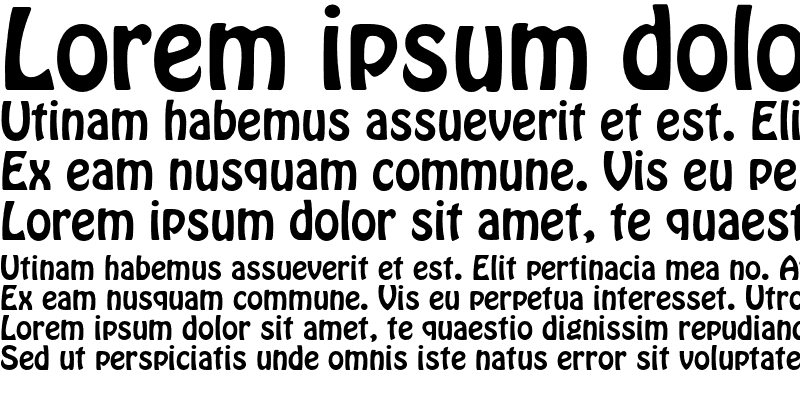 Lorem ipsum dolo
Utinam habemus assueverit et est. Eli
Ex eam nusquam commune. Vis eu pe
Lorem ipsum dolor sit amet, te quaest
Utinam habemus assueverit et est. Elit pertinacia mea no. A
Ex eam nusquam commune. Vis eu perpetua interesset. Utro
Lorem ipsum dolor sit amet, te quaestio dignissim repudiand
Sed ut perspiciatis unde omnis iste natus error sit voluptate